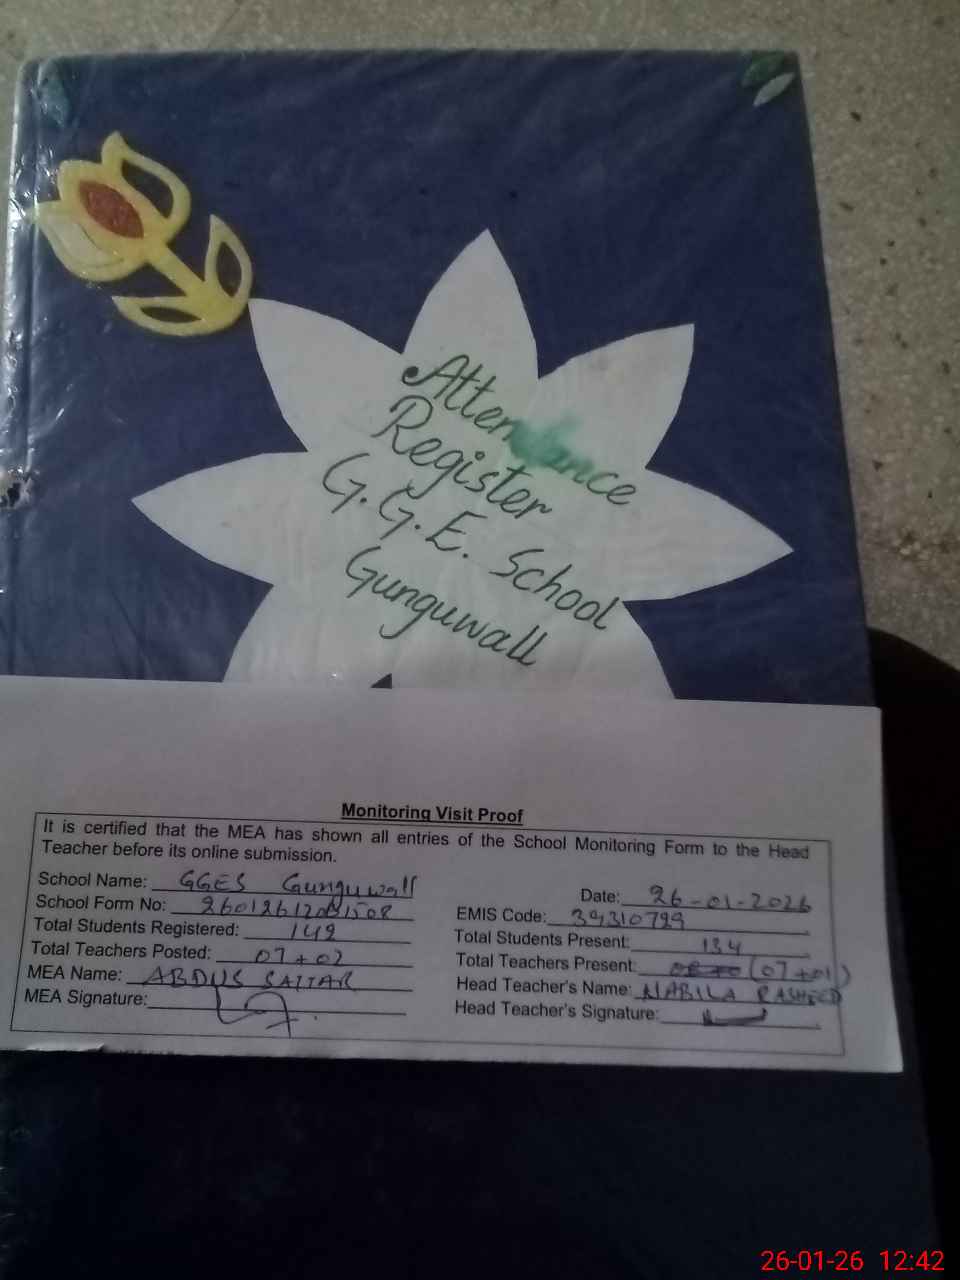 Attendance
Register
G.G.E. School
Gunguwall
Monitoring Visit Proof
It is certified that the MEA has shown all entries of the School Monitoring Form to the Head
Teacher before its online submission.
School Name: GGES Gunguwall
Date: 26-01-2026
School Form No:
EMIS Code: 39310799
Total Students Registered: 149
Total Students Present: 134
Total Teachers Posted: 07+02
Total Teachers Present: (07+01)
MEA Name: ABDUS SATTAR
Head Teacher's Name: NABILA RASHEED
MEA Signature:
Head Teacher's Signature:
26-01-26 12:42